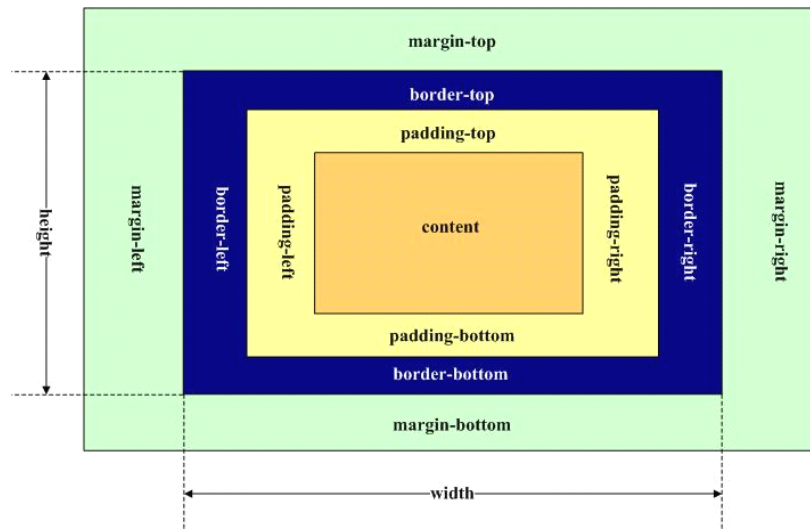 margin-top
border-top
padding-top
height
margin-left
border-left
padding-left
content
padding-right
border-right
margin-right
padding-bottom
border-bottom
margin-bottom
width